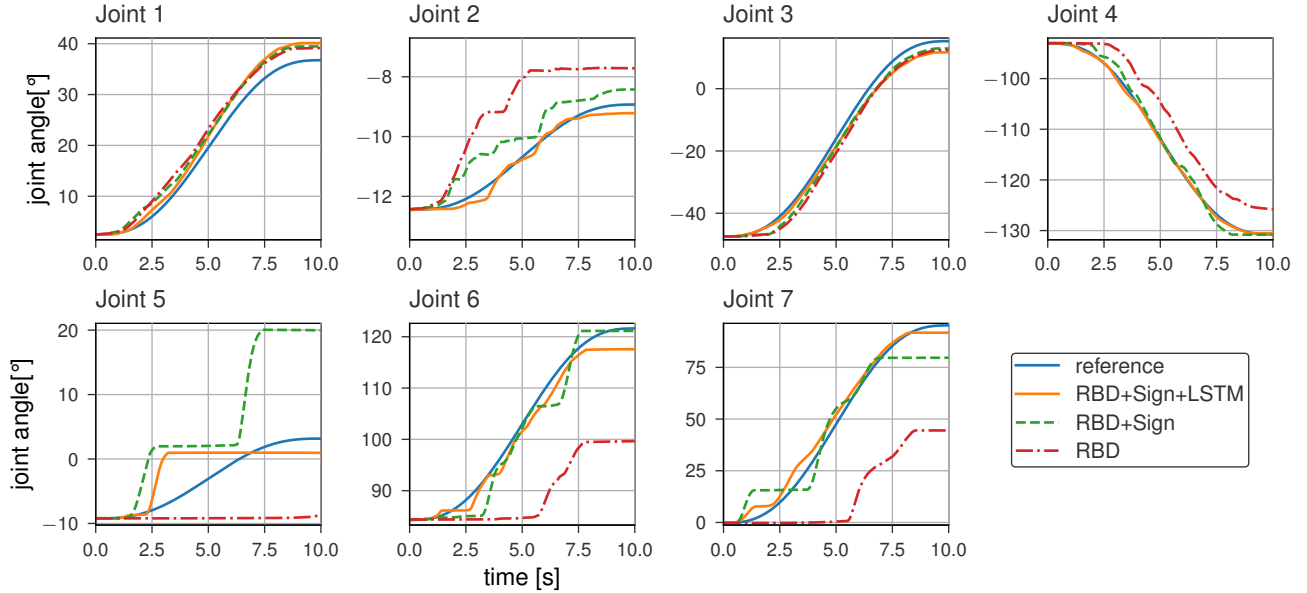 Joint 1 Joint 2 Joint 3 Joint 4
joint angle[°]
40
30
20
10
0.0 2.5 5.0 7.5 10.0
−8
−10
−12
0.0 2.5 5.0 7.5 10.0
0
−20
−40
0.0 2.5 5.0 7.5 10.0
−100
−110
−120
−130
0.0 2.5 5.0 7.5 10.0
Joint 5 Joint 6 Joint 7
joint angle[°]
20
10
0
−10
0.0 2.5 5.0 7.5 10.0
120
110
100
90
0.0 2.5 5.0 7.5 10.0
75
50
25
0
0.0 2.5 5.0 7.5 10.0
reference
RBD+Sign+LSTM
RBD+Sign
RBD
time [s]